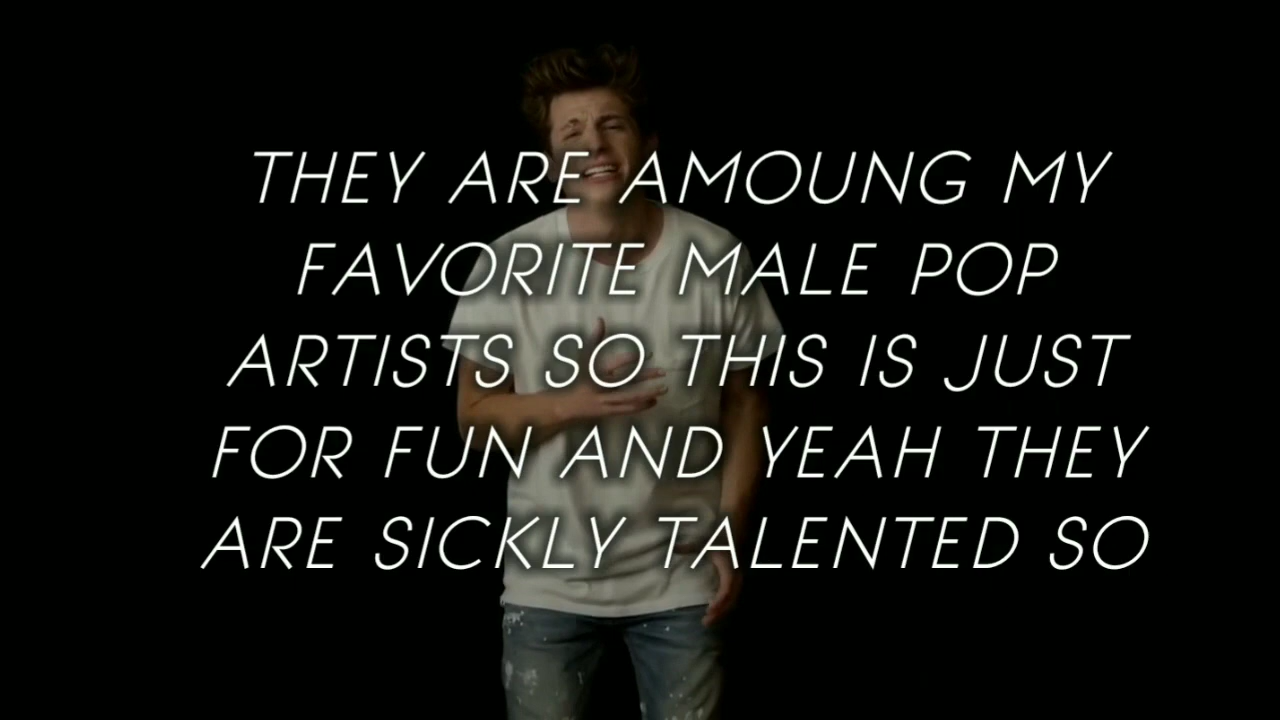 THEY ARE AMOUNG MY
FAVORITE MALE POP
ARTISTS SO THIS IS JUST
FOR FUN AND YEAH THEY
ARE SICKLY TALENTED SO